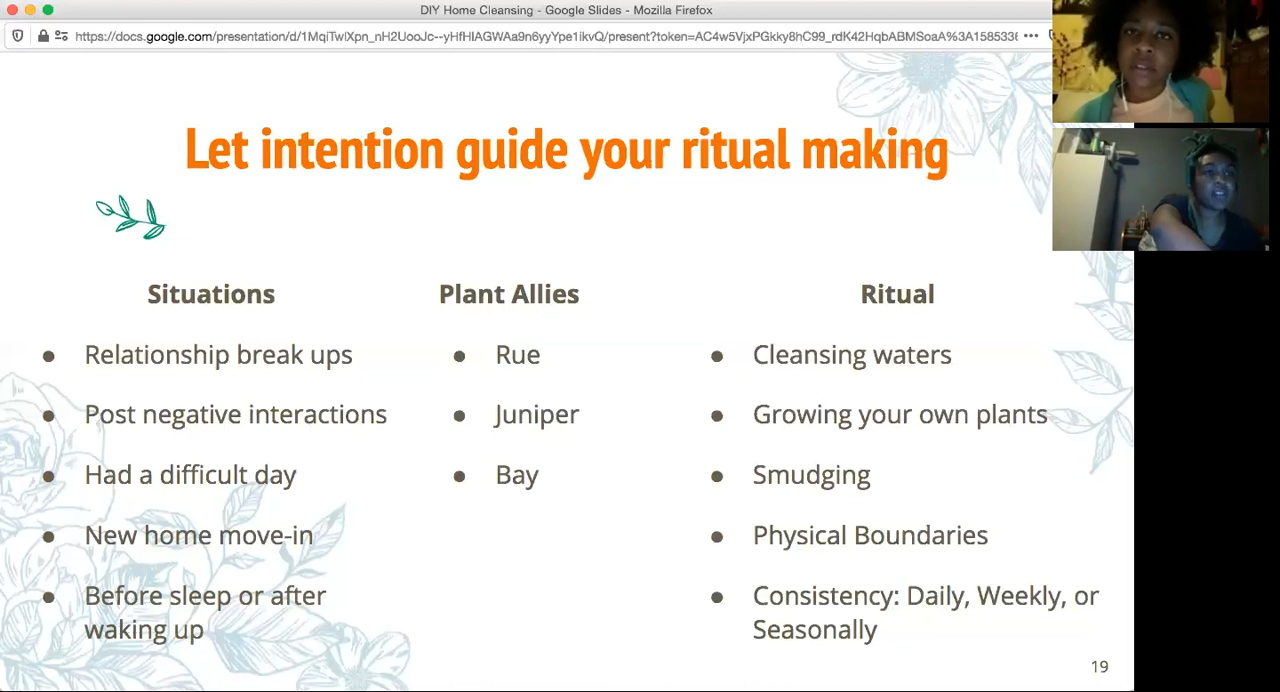 DIY Home Cleansing - Google Slides - Mozilla Firefox
Let intention guide your ritual making
Situations
Relationship break ups
Post negative interactions
Had a difficult day
New home move-in
Before sleep or after
waking up
Plant Allies
Rue
Juniper
Bay
Ritual
Cleansing waters
Growing your own plants
Smudging
Physical Boundaries
Consistency: Daily, Weekly, or
Seasonally
19